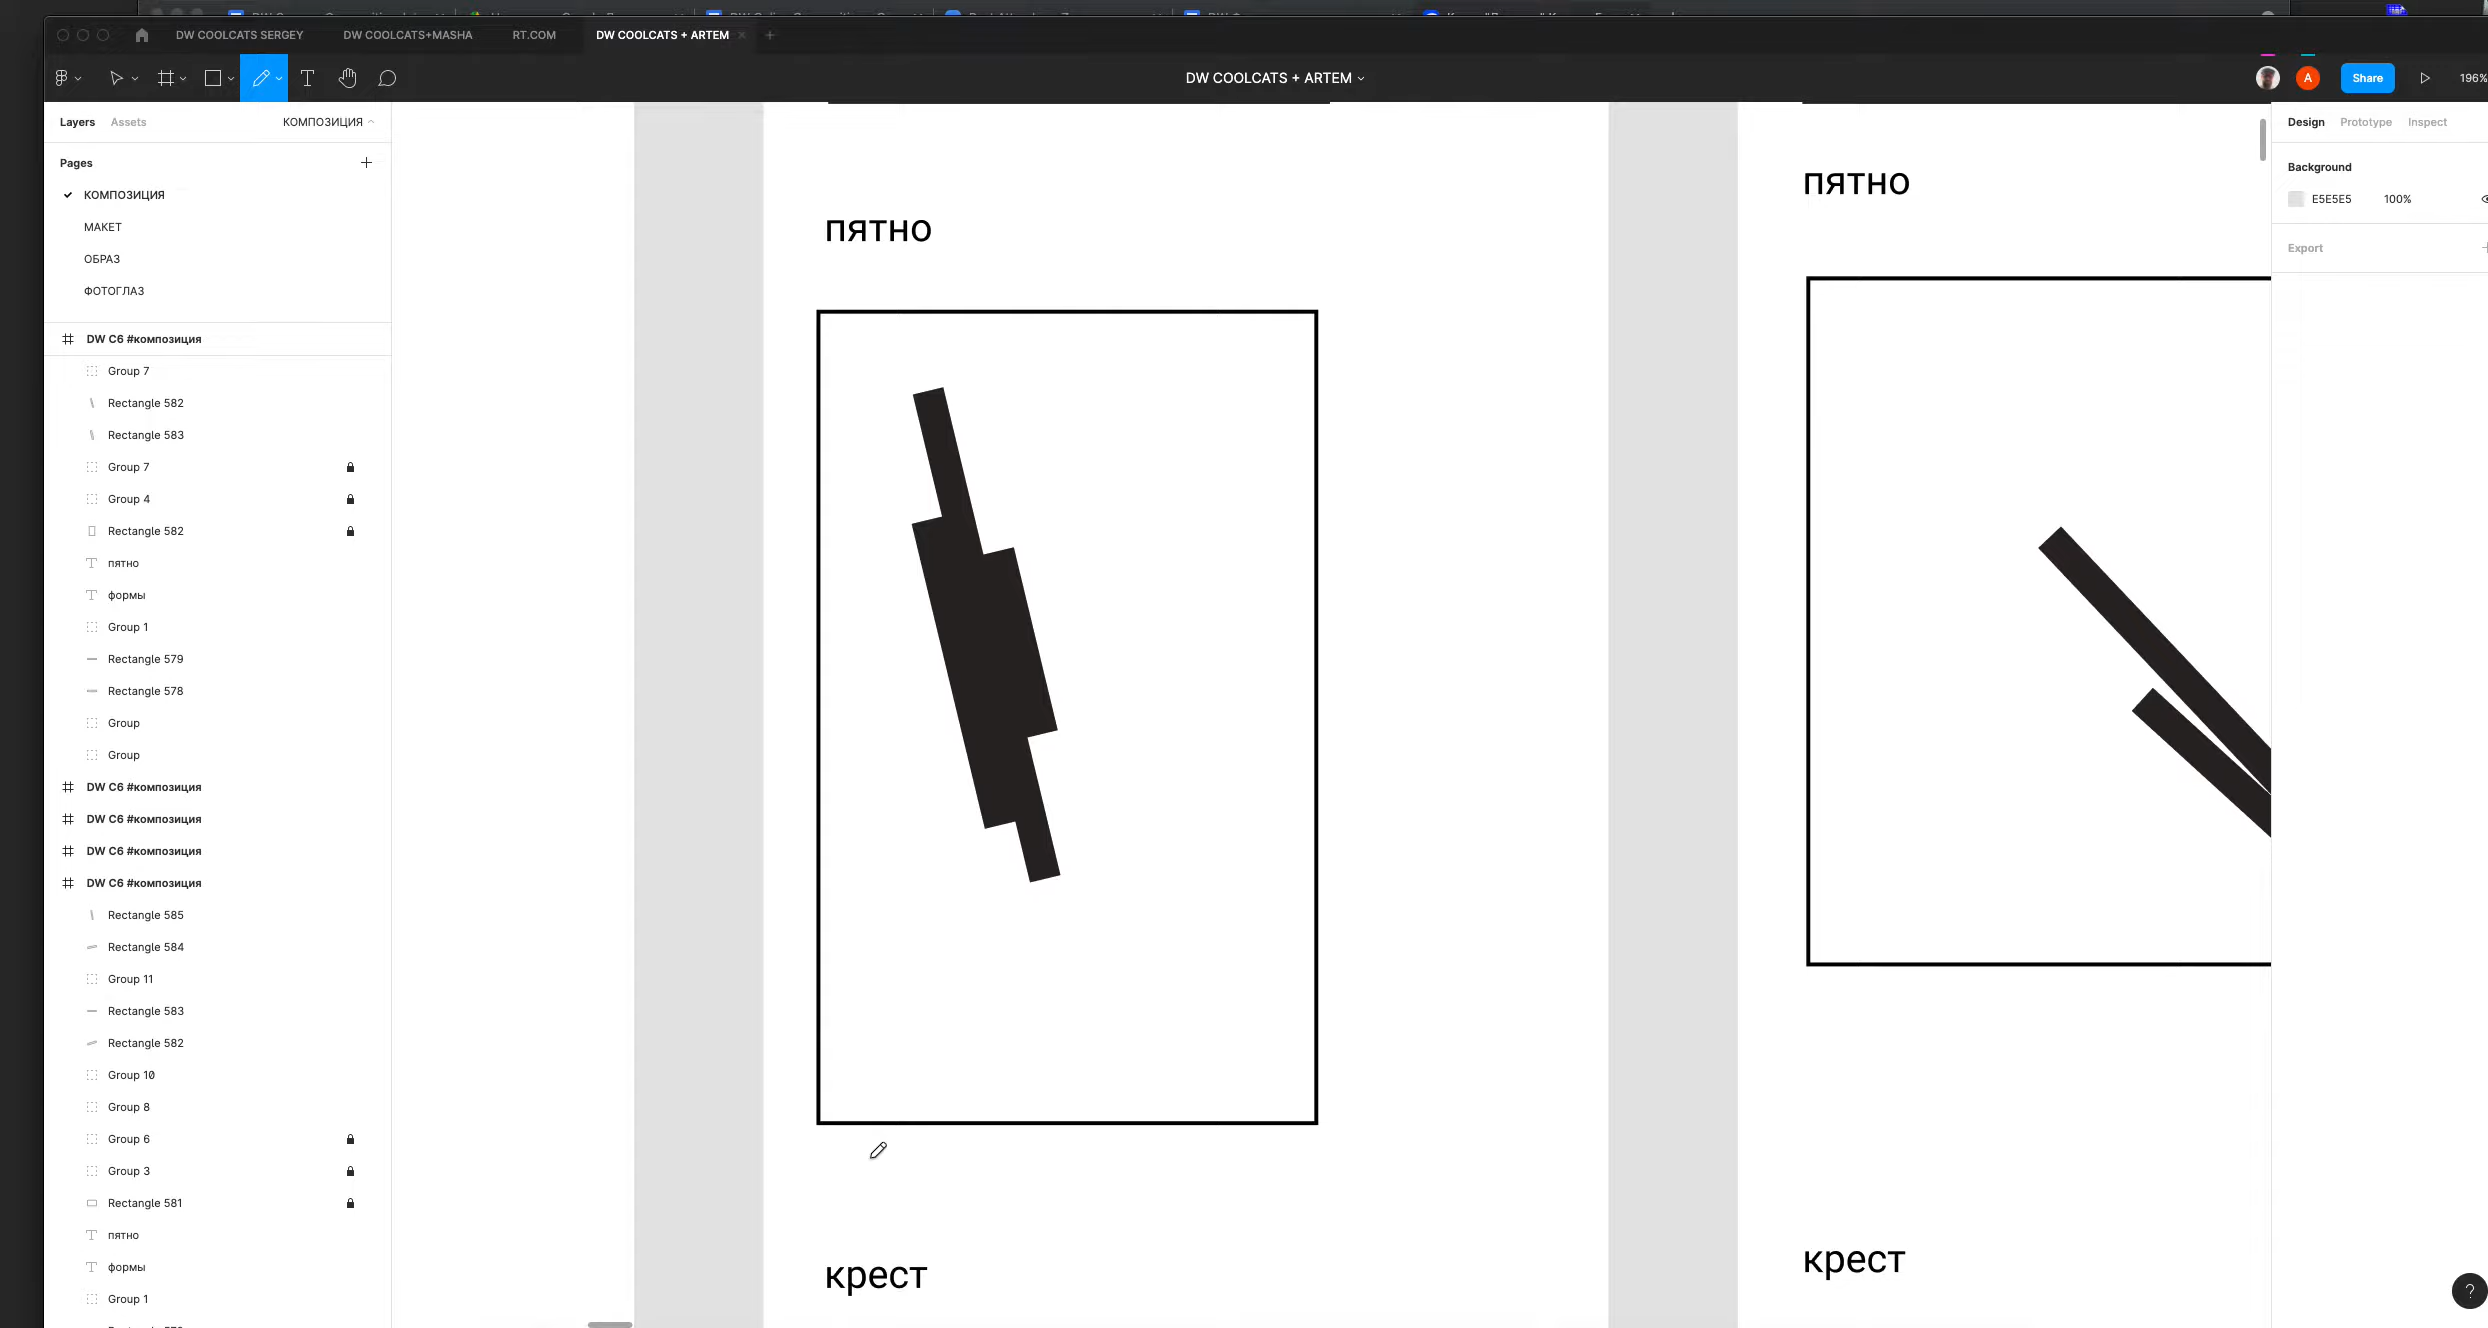 DW COOLCATS SERGEY
DW COOLCATS+MASHA
RT.COM
DW COOLCATS + ARTEM
DW COOLCATS + ARTEM
A
Share
196%
Layers
Assets
КОМПОЗИЦИЯ
Pages
КОМПОЗИЦИЯ
МАКЕТ
ОБРАЗ
ФОТОГЛАЗ
DW C6 #композиция
Group 7
Rectangle 582
Rectangle 583
Group 7
Group 4
Rectangle 582
пятно
формы
Group 1
Rectangle 579
Rectangle 578
Group
Group
DW C6 #композиция
DW C6 #композиция
DW C6 #композиция
DW C6 #композиция
Rectangle 585
Rectangle 584
Group 11
Rectangle 583
Rectangle 582
Group 10
Group 8
Group 6
Group 3
Rectangle 581
пятно
формы
Group 1
пятно
крест
пятно
крест
Design
Prototype
Inspect
Background
E5E5E5
100%
Export
?